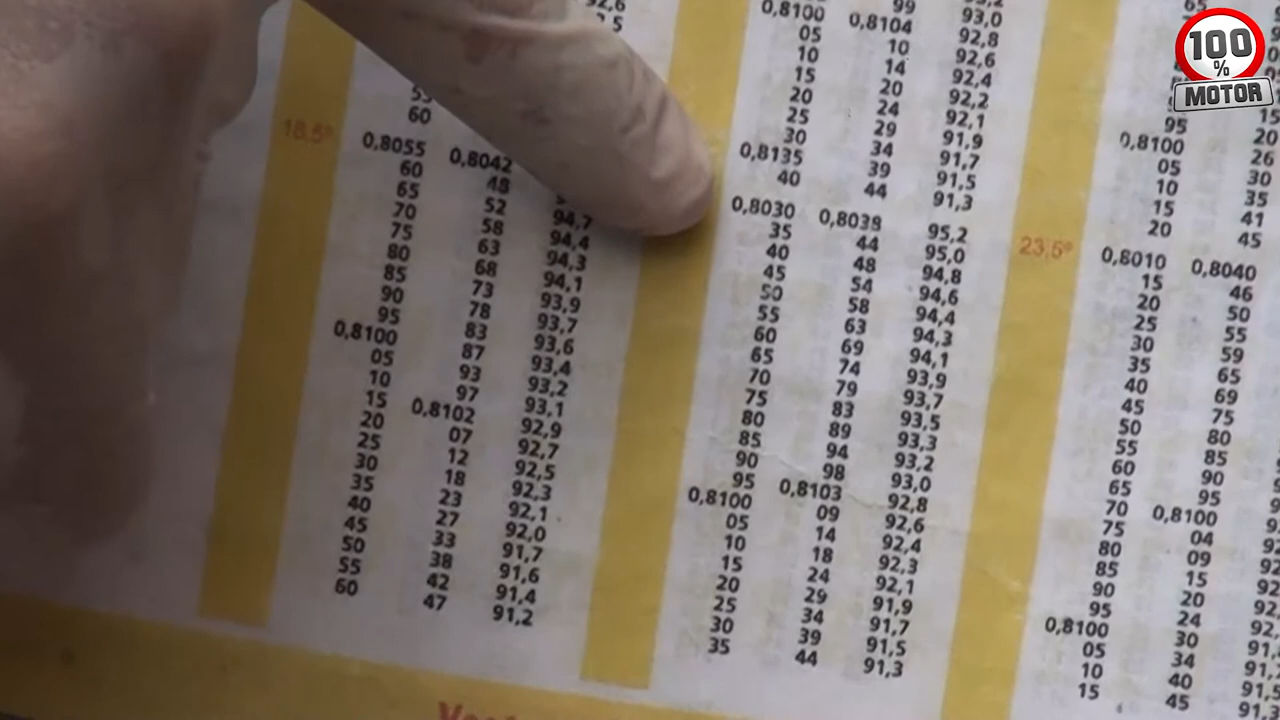 100
%
MOTOR
92,6
60
18,5º
0,8055 0,8042
60 48
65 52 94,7
70 58 94,4
75 63 94,3
80 68 94,1
85 73 93,9
90 78 93,7
95 83 93,6
0,8100 87 93,4
05 93 93,2
10 97 93,1
15 0,8102 92,9
20 07 92,7
25 12 92,5
30 18 92,3
35 23 92,1
40 27 92,0
45 33 91,7
50 38 91,6
55 42 91,4
60 47 91,2
99 93,0
0,8100 0,8104 92,8
05 10 92,6
10 14 92,4
15 20 92,2
20 24 92,1
25 29 91,9
30 34 91,7
0,8135 39 91,5
40 44 91,3
0,8030 0,8038 95,2
35 44 95,0
40 48 94,8
45 54 94,6
50 58 94,4
55 63 94,3
60 69 94,1
65 74 93,9
70 79 93,7
75 83 93,5
80 89 93,3
85 94 93,2
90 98 93,0
95 0,8103 92,8
0,8100 09 92,6
05 14 92,4
10 18 92,3
15 24 92,1
20 29 91,9
25 34 91,7
30 39 91,5
35 44 91,3
15
95 20
0,8100 26
05 30
10 35
15 41
20 45
23,5º
0,8010 0,8040
15 46
20 50
25 55
30 59
35 65
40 69
45 75
50 80
55 85
60 90
65 95
70 0,8100
75 04
80 09
85 15
90 20
95 24
0,8100 30
05 34
10 40 91,5
15 45 91,3